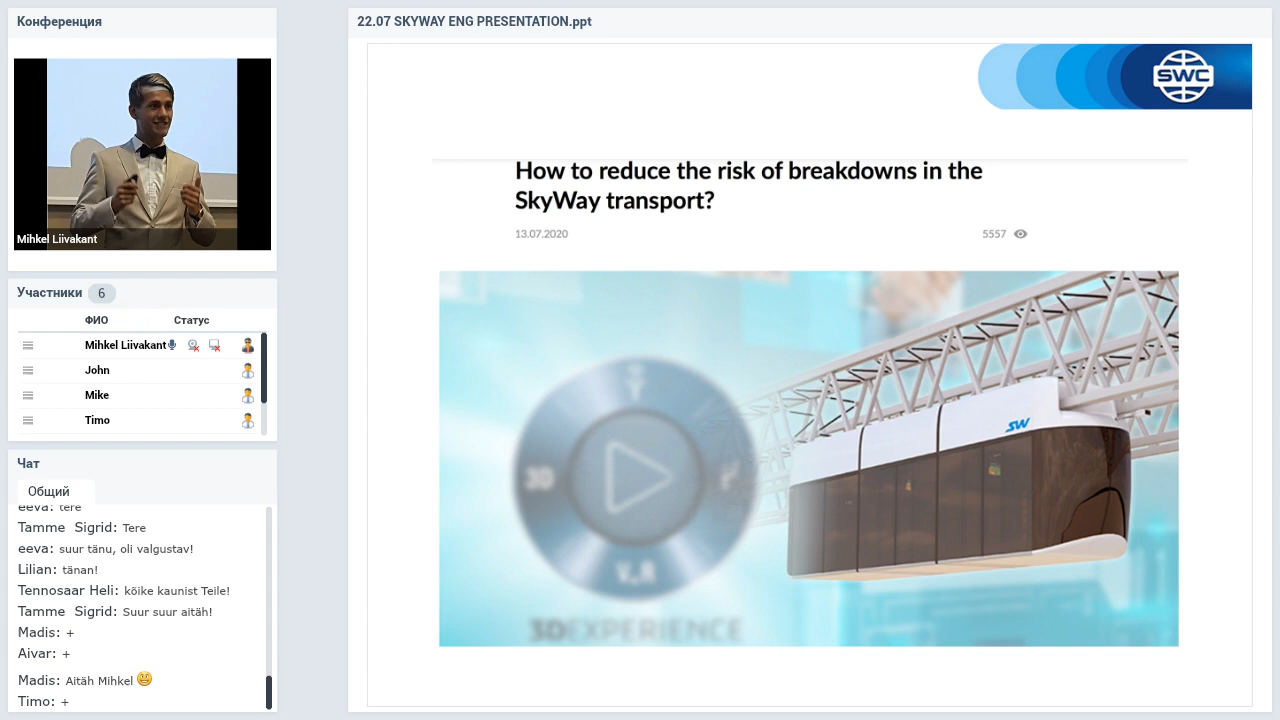 Конференция
Mihkel Liivakant
Участники 6
ФИО Статус
Mihkel Liivakant
John
Mike
Timo
Чат
Общий
eeva: tere
Tamme Sigrid: Tere
eeva: suur tänu, oli valgustav!
Lilian: tänan!
Tennosaar Heli: kõike kaunist Teile!
Tamme Sigrid: Suur suur aitäh!
Madis: +
Aivar: +
Madis: Aitäh Mihkel
Timo: +
22.07 SKYWAY ENG PRESENTATION.ppt
SWC
How to reduce the risk of breakdowns in the
SkyWay transport?
13.07.2020 5557
SW
3D
V.R
3DEXPERIENCE